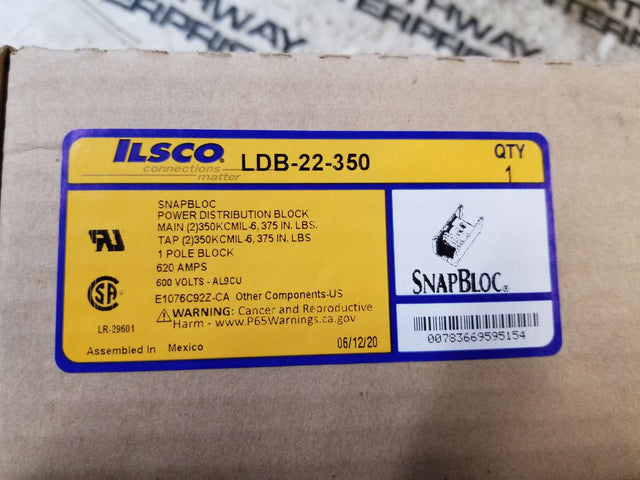 ILSCO®
connections
matter
LDB-22-350
QTY
1
SNAPBLOC
POWER DISTRIBUTION BLOCK
MAIN (2)350KCMIL-6, 375 IN. LBS.
TAP (2)350KCMIL-6, 375 IN. LBS
1 POLE BLOCK
620 AMPS
600 VOLTS - AL9CU
E1076C92Z-CA Other Components-US
WARNING: Cancer and Reproductive
Harm - www.P65Warnings.ca.gov
LR-29601
Assembled In Mexico
06/12/20
SNAPBLOC®
00783669595154